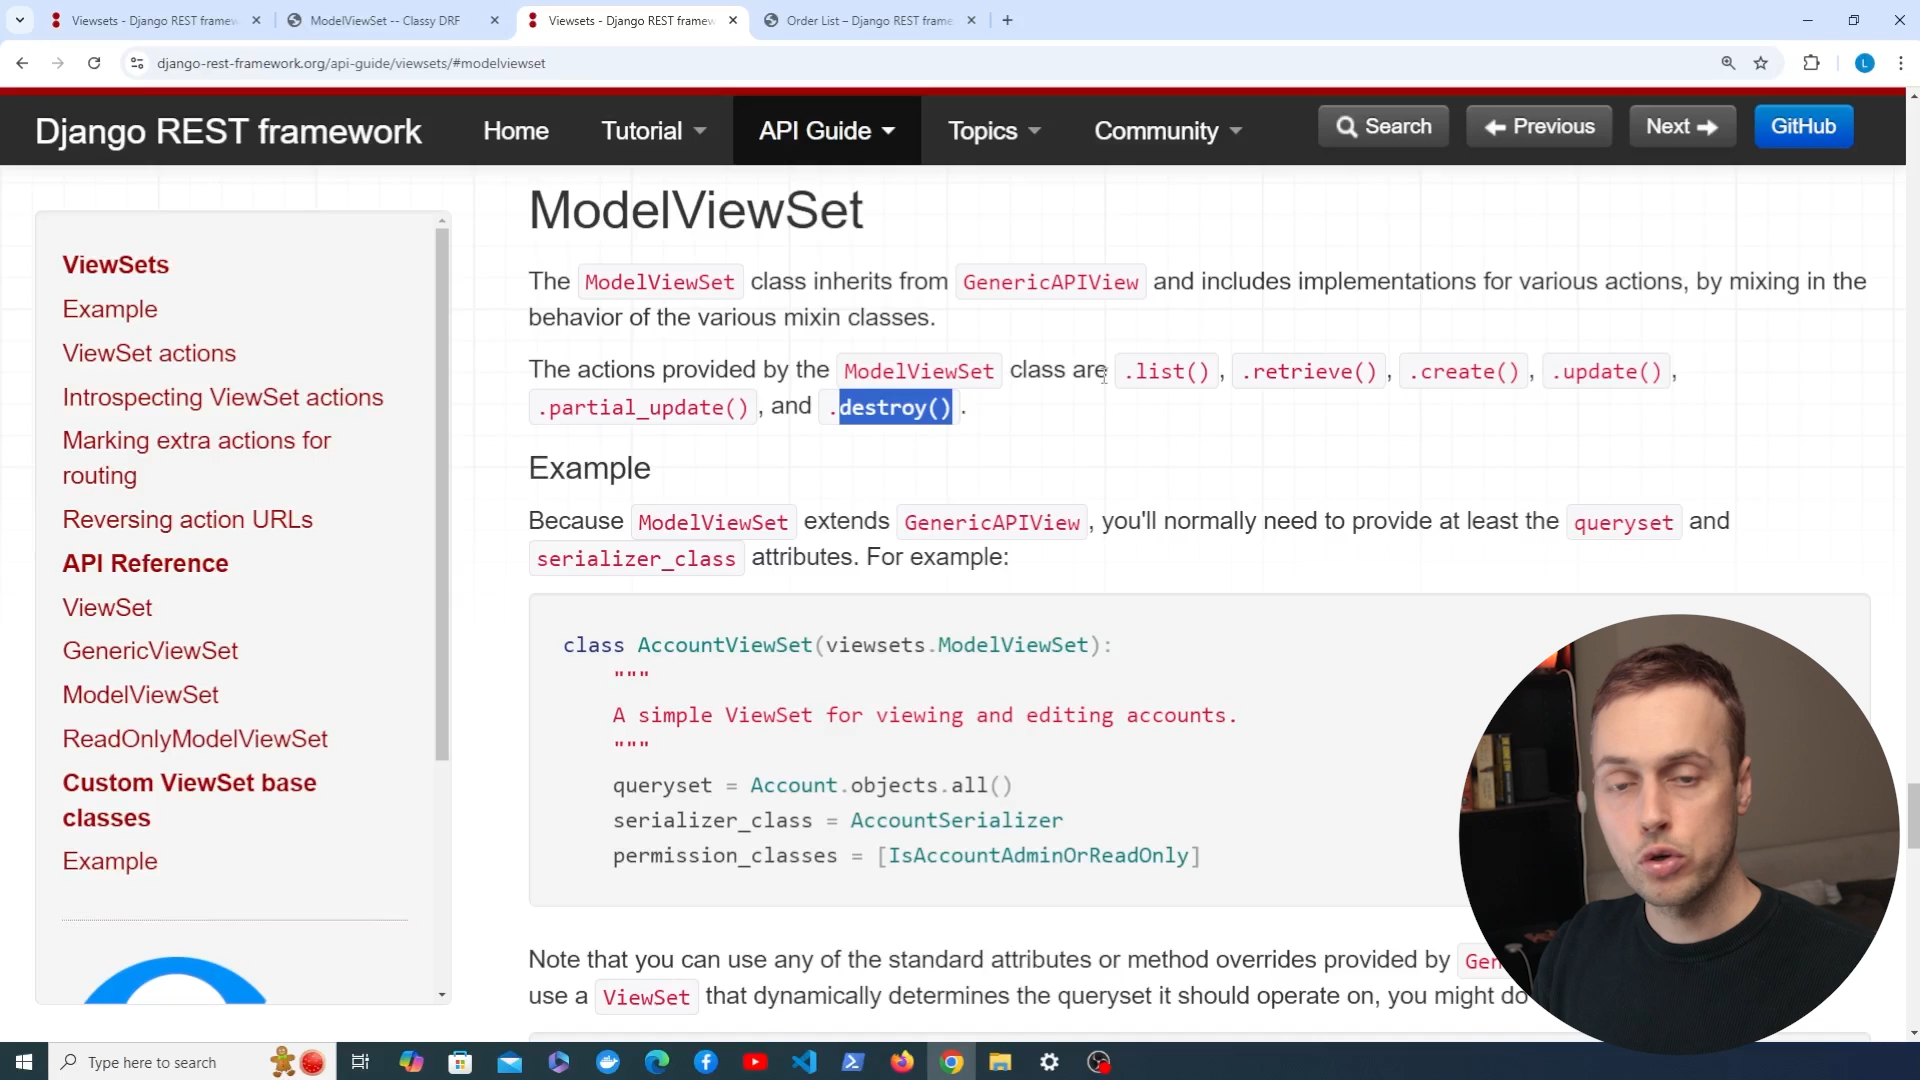 Viewsets - Django REST framew
ModelViewSet -- Classy DRF
Viewsets - Django REST framew
Order List – Django REST frame
django-rest-framework.org/api-guide/viewsets/#modelviewset
L
Django REST framework
Home
Tutorial
API Guide
Topics
Community
Search
Previous
Next
GitHub
ViewSets
Example
ViewSet actions
Introspecting ViewSet actions
Marking extra actions for
routing
Reversing action URLs
API Reference
ViewSet
GenericViewSet
ModelViewSet
ReadOnlyModelViewSet
Custom ViewSet base
classes
Example
ModelViewSet
The ModelViewSet class inherits from GenericAPIView and includes implementations for various actions, by mixing in the
behavior of the various mixin classes.
The actions provided by the ModelViewSet class are .list(), .retrieve(), .create(), .update(),
.partial_update(), and .destroy().
Example
Because ModelViewSet extends GenericAPIView, you'll normally need to provide at least the queryset and
serializer_class attributes. For example:
class AccountViewSet(viewsets.ModelViewSet):
"""
A simple ViewSet for viewing and editing accounts.
"""
queryset = Account.objects.all()
serializer_class = AccountSerializer
permission_classes = [IsAccountAdminOrReadOnly]
Note that you can use any of the standard attributes or method overrides provided by Gen
use a ViewSet that dynamically determines the queryset it should operate on, you might do
Type here to search